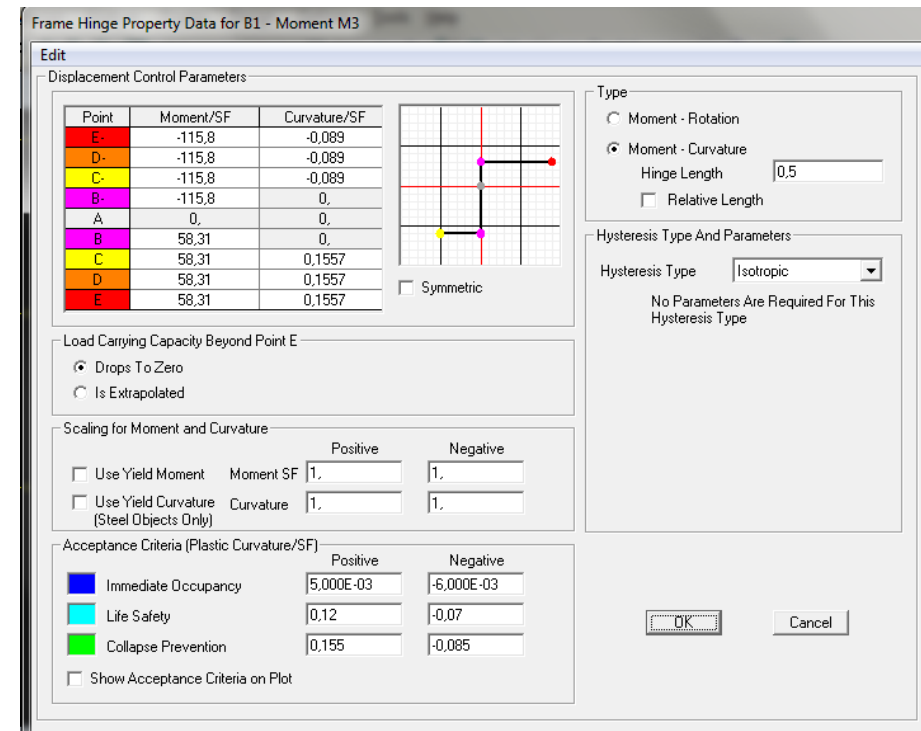 Frame Hinge Property Data for B1 - Moment M3
Edit
Displacement Control Parameters
Point Moment/SF Curvature/SF
E- -115,8 -0,089
D- -115,8 -0,089
C- -115,8 -0,089
B- -115,8 0,
A 0, 0,
B 58,31 0,
C 58,31 0,1557
D 58,31 0,1557
E 58,31 0,1557
Symmetric
Load Carrying Capacity Beyond Point E
Drops To Zero
Is Extrapolated
Scaling for Moment and Curvature
Positive Negative
Use Yield Moment Moment SF 1, 1,
Use Yield Curvature Curvature 1, 1,
(Steel Objects Only)
Acceptance Criteria (Plastic Curvature/SF)
Positive Negative
Immediate Occupancy 5,000E-03 -6,000E-03
Life Safety 0,12 -0,07
Collapse Prevention 0,155 -0,085
Show Acceptance Criteria on Plot
Type
Moment - Rotation
Moment - Curvature
Hinge Length 0,5
Relative Length
Hysteresis Type And Parameters
Hysteresis Type Isotropic
No Parameters Are Required For This
Hysteresis Type
OK Cancel